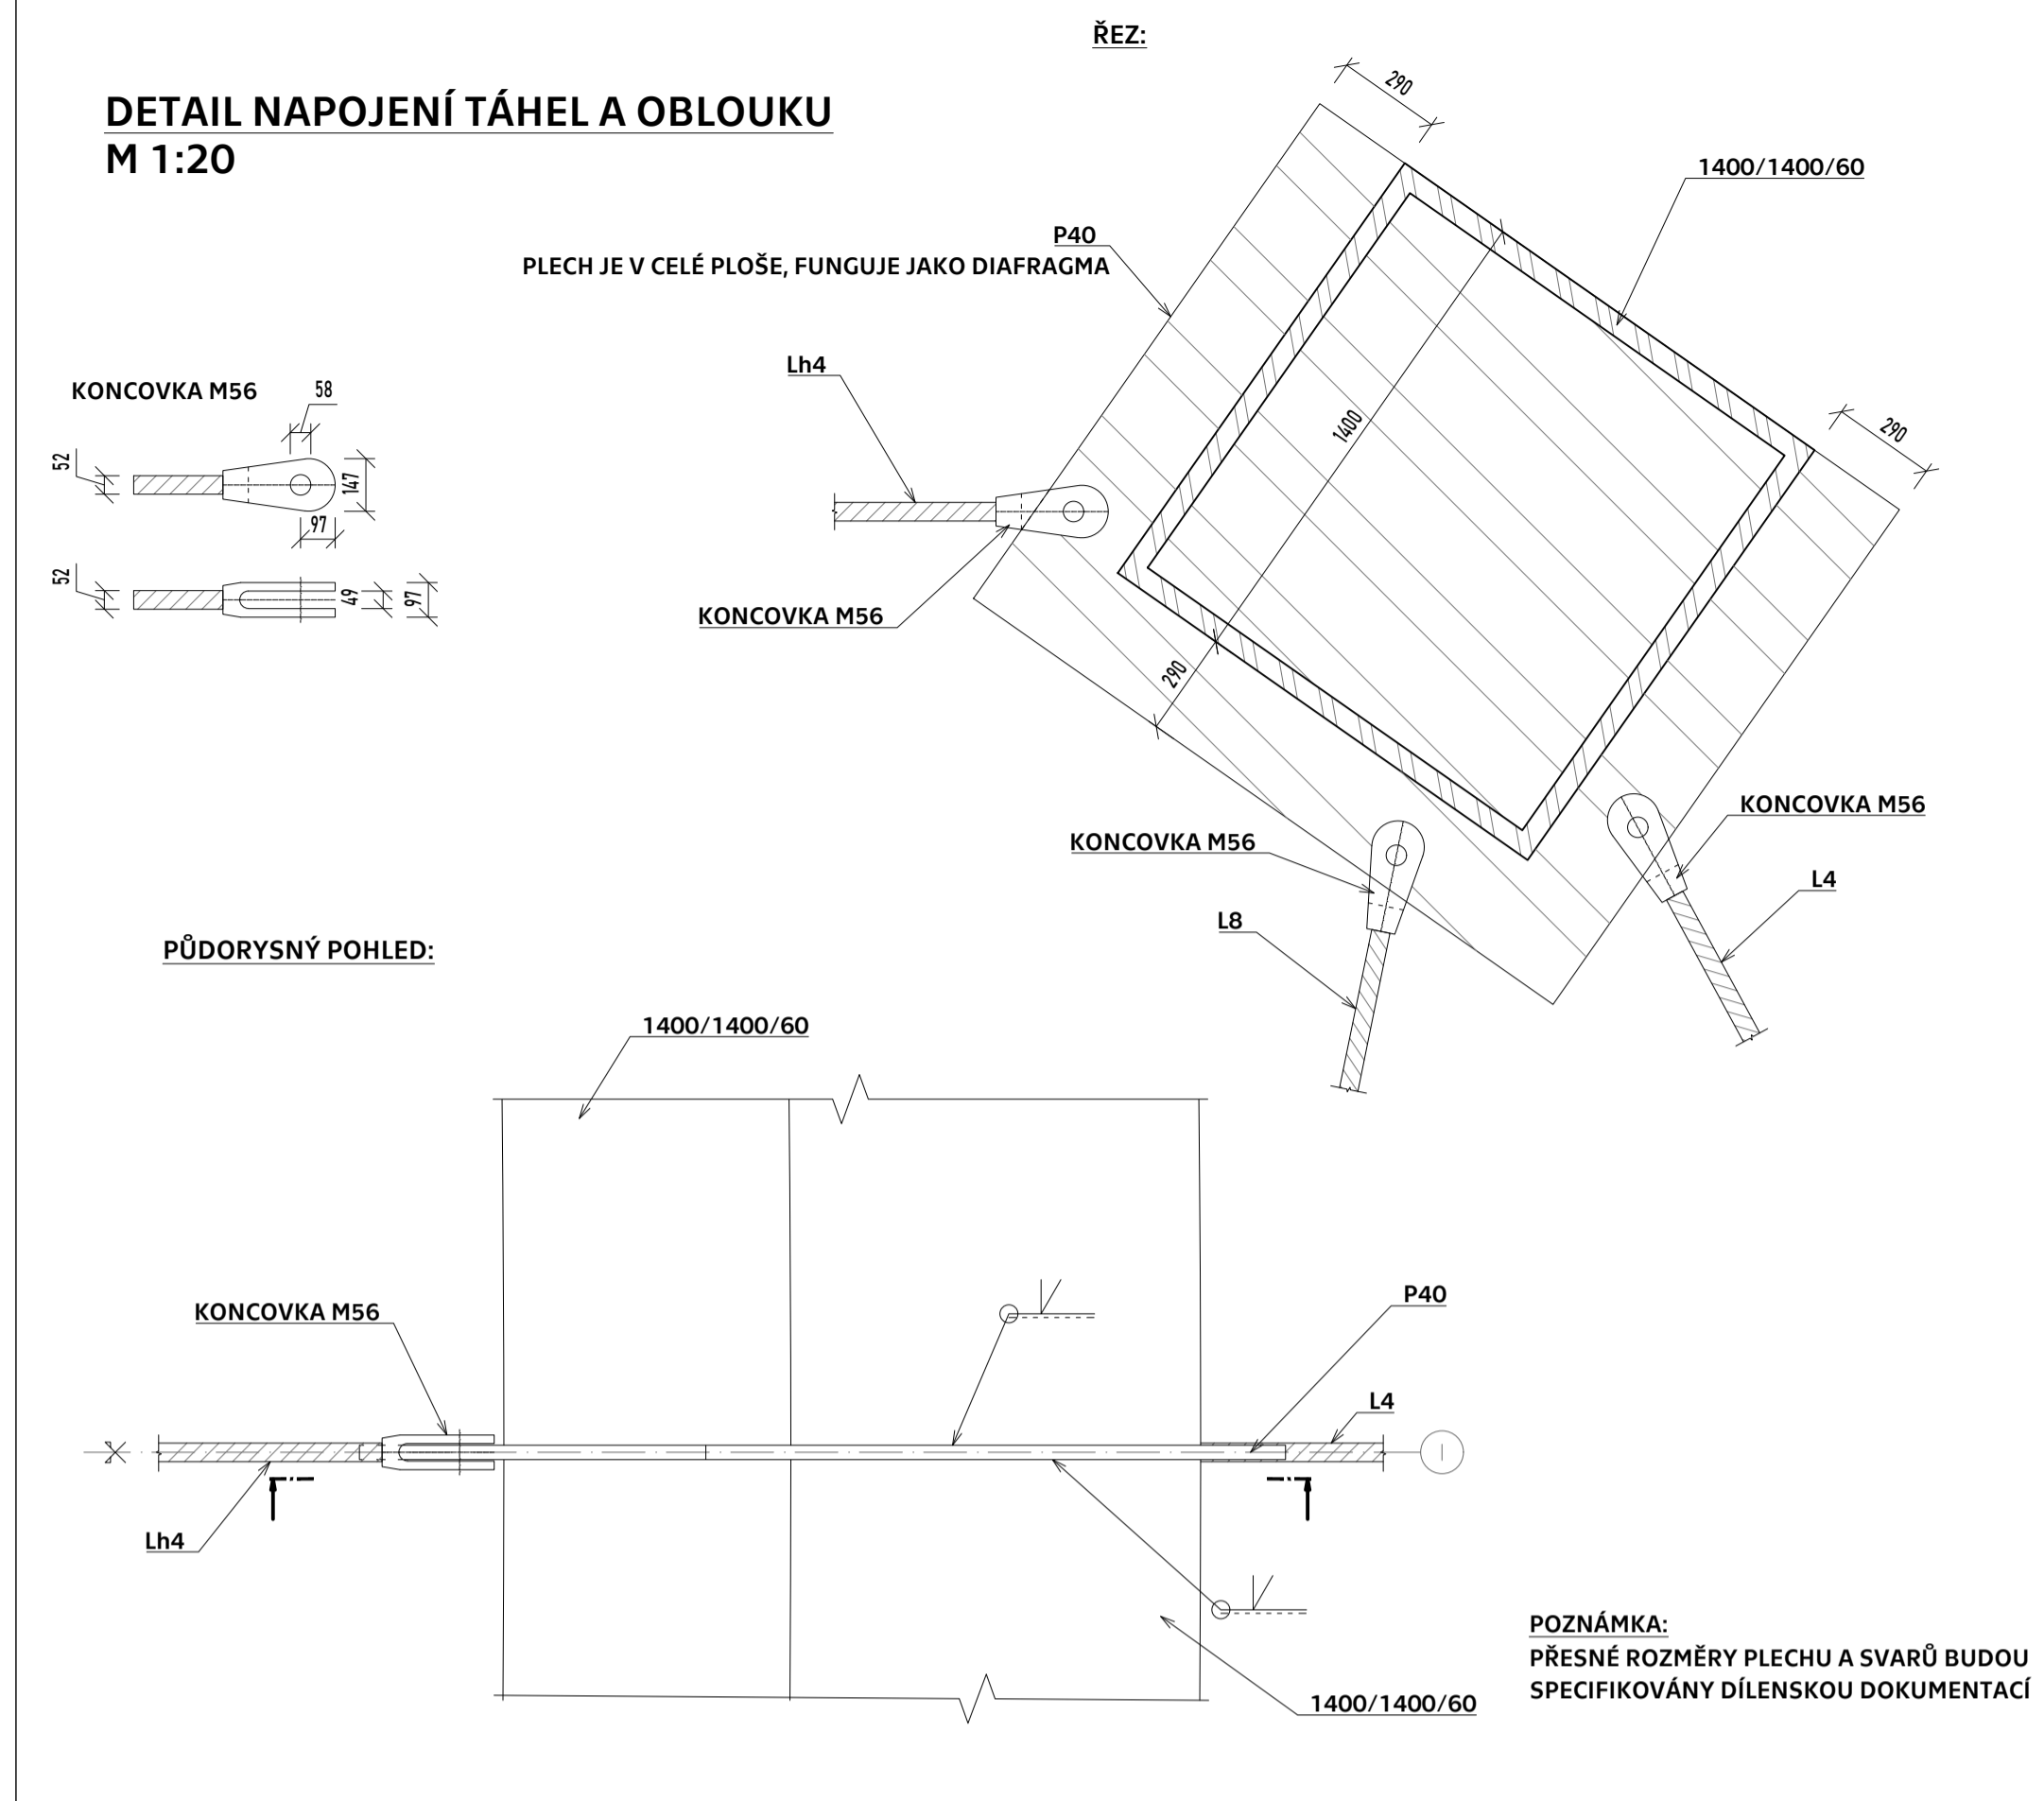 ŘEZ:
DETAIL NAPOJENÍ TÁHEL A OBLOUKU
M 1:20
290
1400/1400/60
P40
PLECH JE V CELÉ PLOŠE, FUNGUJE JAKO DIAFRAGMA
Lh4
KONCOVKA M56
58
52
147
97
1400
290
52
49
97
KONCOVKA M56
290
KONCOVKA M56
KONCOVKA M56
L4
L8
PŮDORYSNÝ POHLED:
1400/1400/60
KONCOVKA M56
P40
L4
Lh4
POZNÁMKA:
PŘESNÉ ROZMĚRY PLECHU A SVARŮ BUDOU
SPECIFIKOVÁNY DÍLENSKOU DOKUMENTACÍ
1400/1400/60